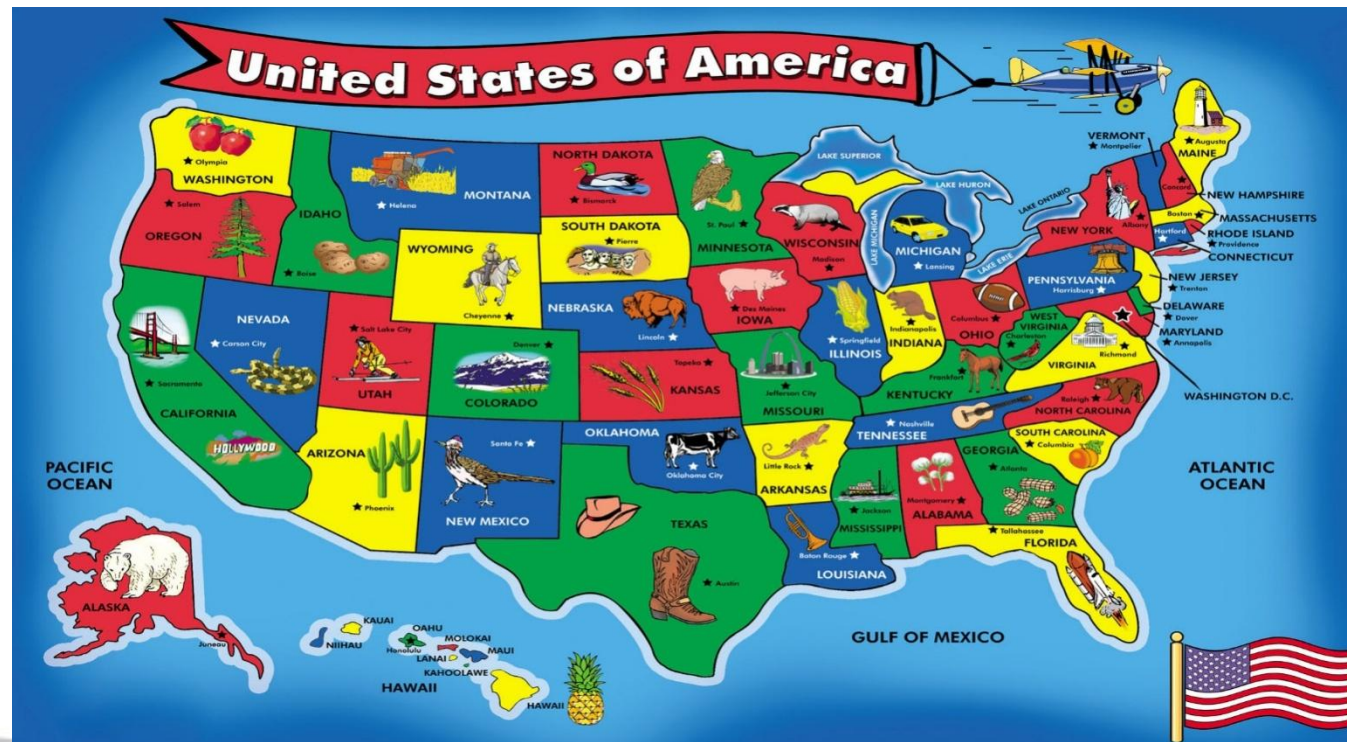 United States of America
Olympia
WASHINGTON
Salem
OREGON
IDAHO
Boise
MONTANA
Helena
NORTH DAKOTA
Bismarck
SOUTH DAKOTA
Pierre
WYOMING
Cheyenne
MINNESOTA
St. Paul
WISCONSIN
Madison
LAKE SUPERIOR
LAKE HURON
LAKE MICHIGAN
LAKE ONTARIO
LAKE ERIE
MICHIGAN
Lansing
VERMONT
Montpelier
Augusta
MAINE
Concord
NEW HAMPSHIRE
Boston
MASSACHUSETTS
Hartford
RHODE ISLAND
Providence
CONNECTICUT
NEW YORK
Albany
PENNSYLVANIA
Harrisburg
NEW JERSEY
Trenton
DELAWARE
Dover
MARYLAND
Annapolis
WASHINGTON D.C.
NEVADA
Carson City
Sacramento
CALIFORNIA
HOLLYWOOD
Salt Lake City
UTAH
Denver
COLORADO
NEBRASKA
Lincoln
Topeka
KANSAS
Des Moines
IOWA
Springfield
ILLINOIS
Indianapolis
INDIANA
Columbus
OHIO
WEST
VIRGINIA
Charleston
Richmond
VIRGINIA
Frankfort
KENTUCKY
Jefferson City
MISSOURI
Raleigh
NORTH CAROLINA
Nashville
TENNESSEE
SOUTH CAROLINA
Columbia
GEORGIA
Atlanta
ARIZONA
Phoenix
Santa Fe
NEW MEXICO
OKLAHOMA
Oklahoma City
Little Rock
ARKANSAS
TEXAS
Austin
Jackson
MISSISSIPPI
Montgomery
ALABAMA
Baton Rouge
LOUISIANA
Tallahassee
FLORIDA
PACIFIC
OCEAN
ATLANTIC
OCEAN
GULF OF MEXICO
ALASKA
Juneau
KAUAI
NIIHAU
OAHU
Honolulu
MOLOKAI
LANAI
MAUI
KAHOOLAWE
HAWAII
HAWAII